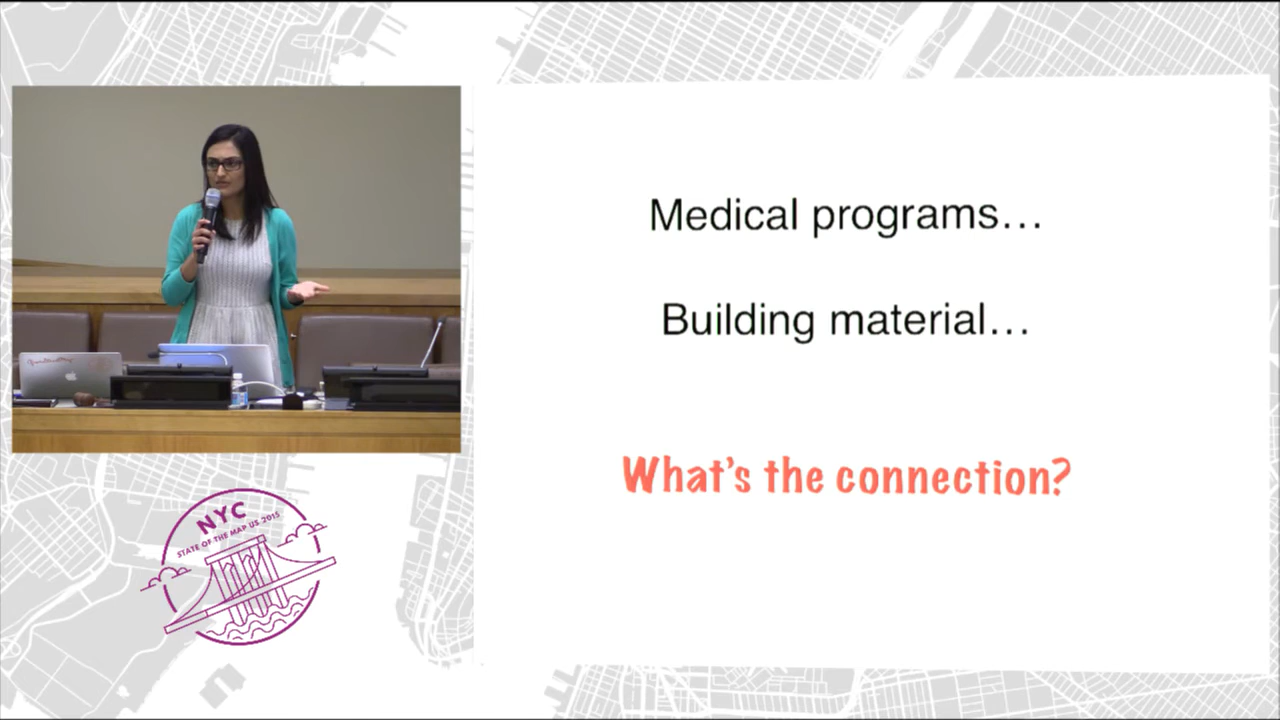 Medical programs…
Building material…
What's the connection?
NYC
STATE OF THE MAP US 2015